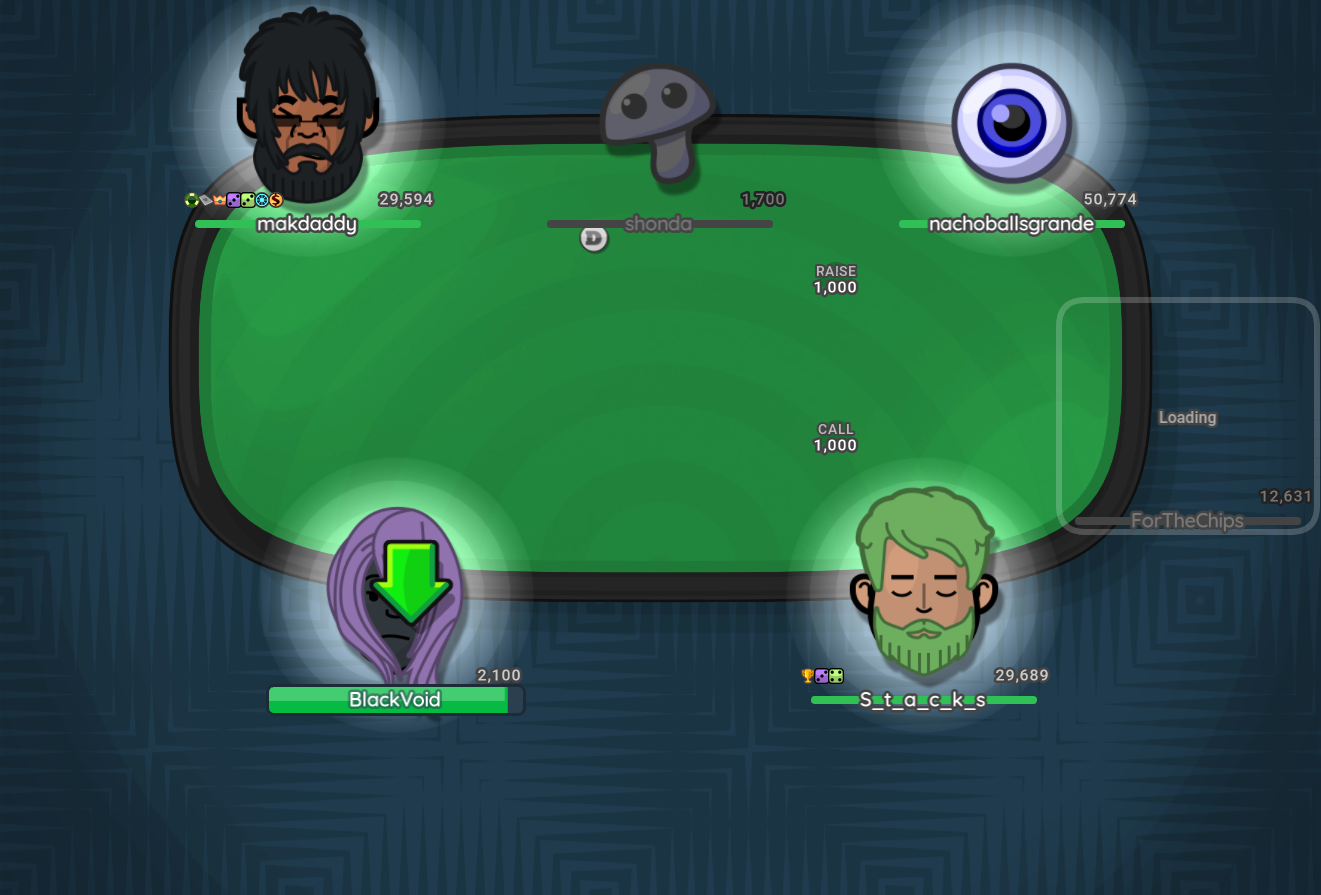 29,594
makdaddy
1,700
shonda
D
50,774
nachoballsgrande
RAISE
1,000
Loading
CALL
1,000
12,631
ForTheChips
2,100
BlackVoid
29,689
S_t_a_c_k_s